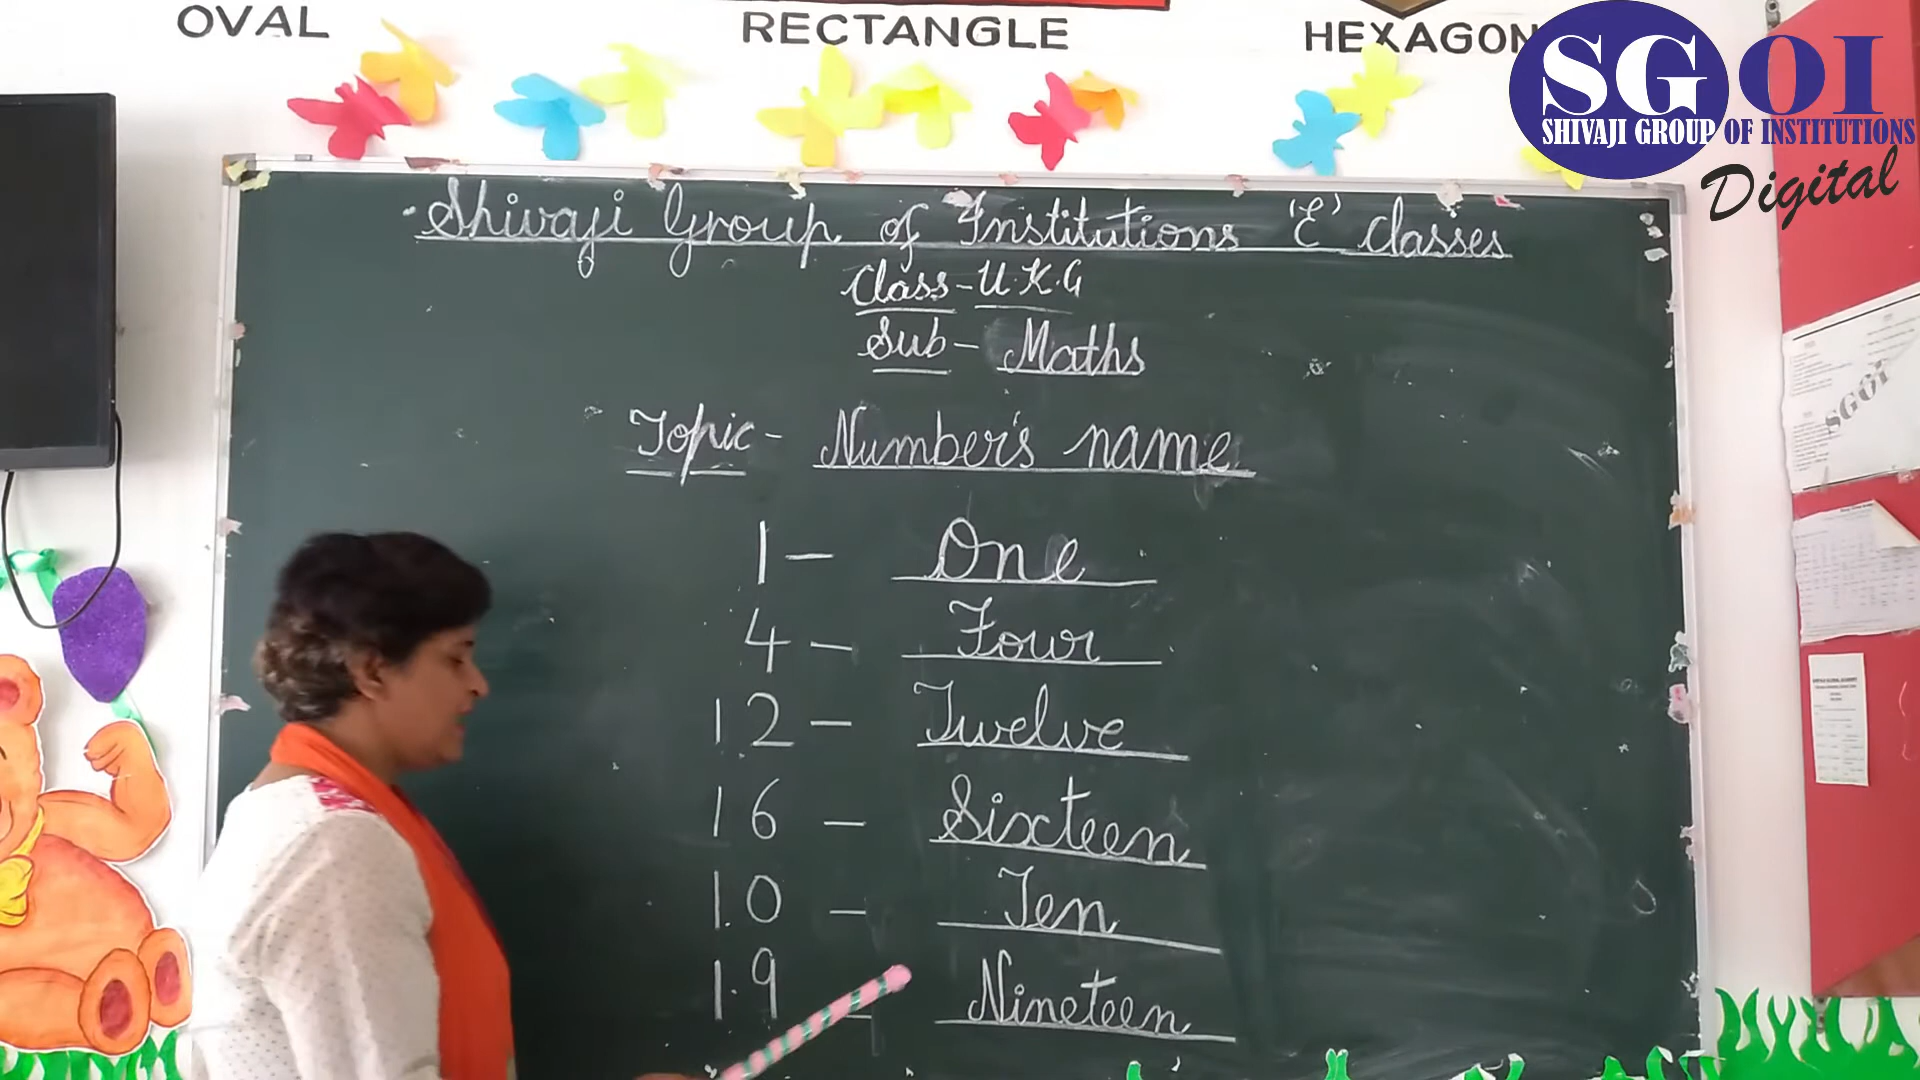 OVAL
RECTANGLE
HEXAGON
SGOI
SHIVAJI GROUP OF INSTITUTIONS
Digital
Shivaji Group of Institutions 'E' classes
Class - U.K.G
Sub - Maths
Topic - Number's name
1 - One
4 - Four
12 - Twelve
16 - Sixteen
10 - Ten
19 - Nineteen
SGOI